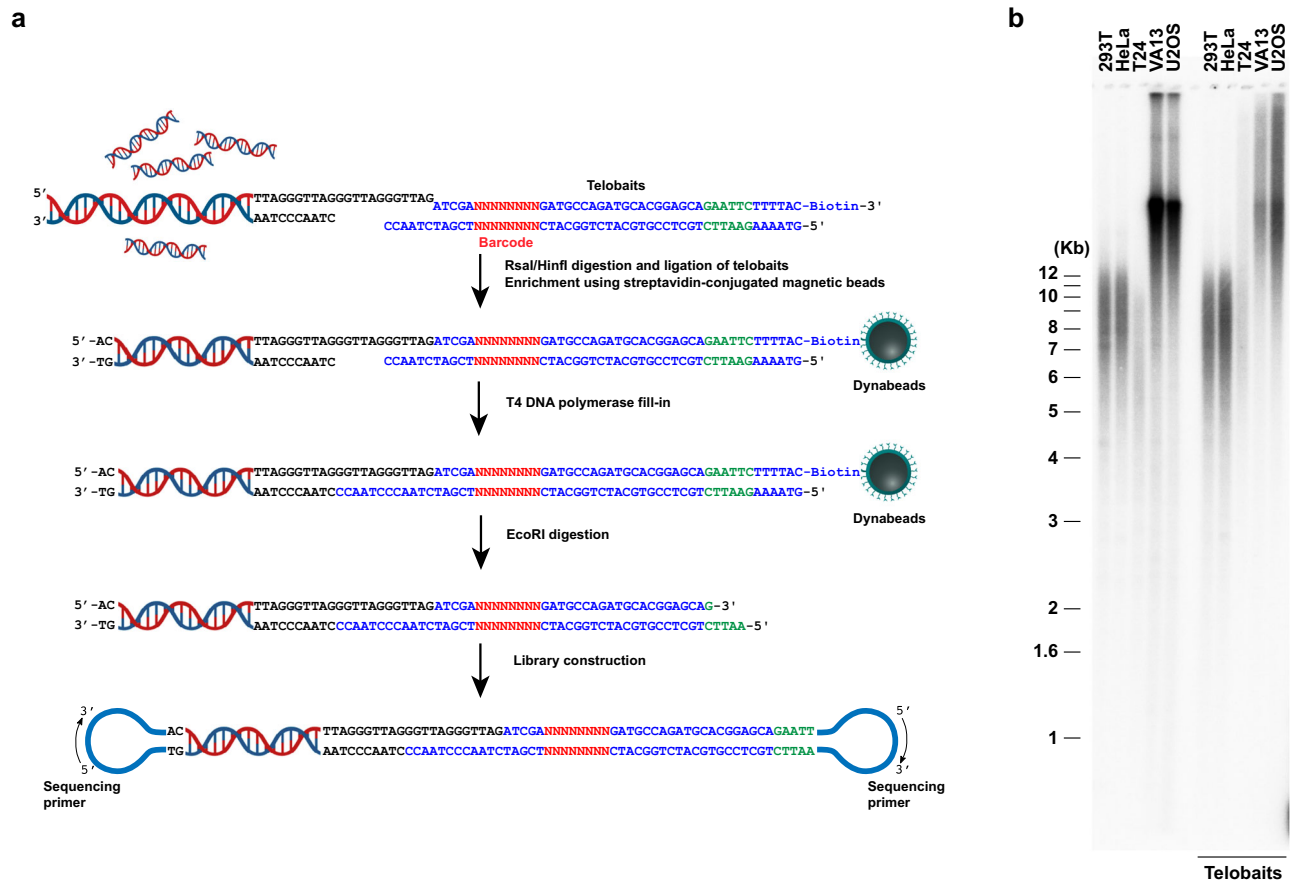 a
5′
3′
TTAGGGTTAGGGTTAGGGTTAG
AATCCCAATC
Telobaits
ATCGANNNNNNNNGATGCCAGATGCACGGAGCAGAATTCTTTTAC-Biotin-3'
CCAATCTAGCTNNNNNNNNCTACGGTCTACGTGCCTCGTCTTAAGAAAATG-5'
Barcode
RsaI/HinfI digestion and ligation of telobaits
Enrichment using streptavidin-conjugated magnetic beads
5′-AC TTAGGGTTAGGGTTAGGGTTAGATCGANNNNNNNNGATGCCAGATGCACGGAGCAGAATTCTTTTAC-Biotin
3′-TG AATCCCAATC CCAATCTAGCTNNNNNNNNCTACGGTCTACGTGCCTCGTCTTAAGAAAATG-5'
Dynabeads
T4 DNA polymerase fill-in
5′-AC TTAGGGTTAGGGTTAGGGTTAGATCGANNNNNNNNGATGCCAGATGCACGGAGCAGAATTCTTTTAC-Biotin
3′-TG AATCCCAATCCCAATCCCAATCTAGCTNNNNNNNNCTACGGTCTACGTGCCTCGTCTTAAGAAAATG-5'
Dynabeads
EcoRI digestion
5′-AC TTAGGGTTAGGGTTAGGGTTAGATCGANNNNNNNNGATGCCAGATGCACGGAGCAG-3'
3′-TG AATCCCAATCCCAATCCCAATCTAGCTNNNNNNNNCTACGGTCTACGTGCCTCGTCTTAA-5'
Library construction
3′
5′
AC TTAGGGTTAGGGTTAGGGTTAGATCGANNNNNNNNGATGCCAGATGCACGGAGCAGAATT
TG AATCCCAATCCCAATCCCAATCTAGCTNNNNNNNNCTACGGTCTACGTGCCTCGTCTTAA
5′
3′
Sequencing
primer
Sequencing
primer
b
293T
HeLa
T24
VA13
U2OS
293T
HeLa
T24
VA13
U2OS
(Kb)
12
10
8
7
6
5
4
3
2
1.6
1
Telobaits